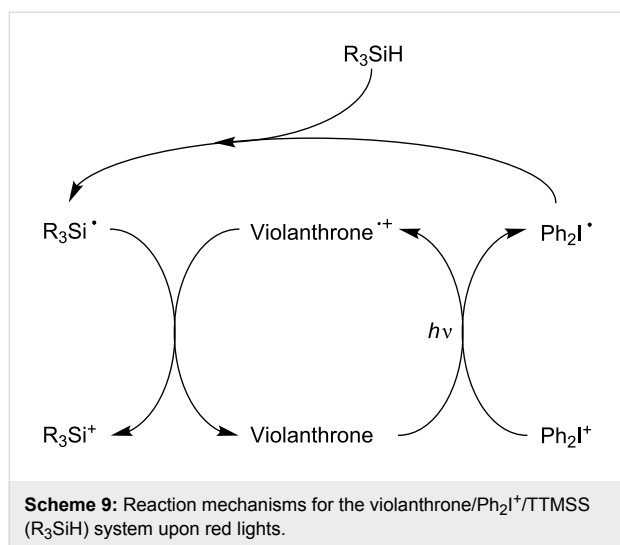 R₃SiH
R₃Si• Violanthrone•+ Ph₂I•
hν
R₃Si⁺ Violanthrone Ph₂I⁺
Scheme 9: Reaction mechanisms for the violanthrone/Ph₂I⁺/TTMSS
(R₃SiH) system upon red lights.